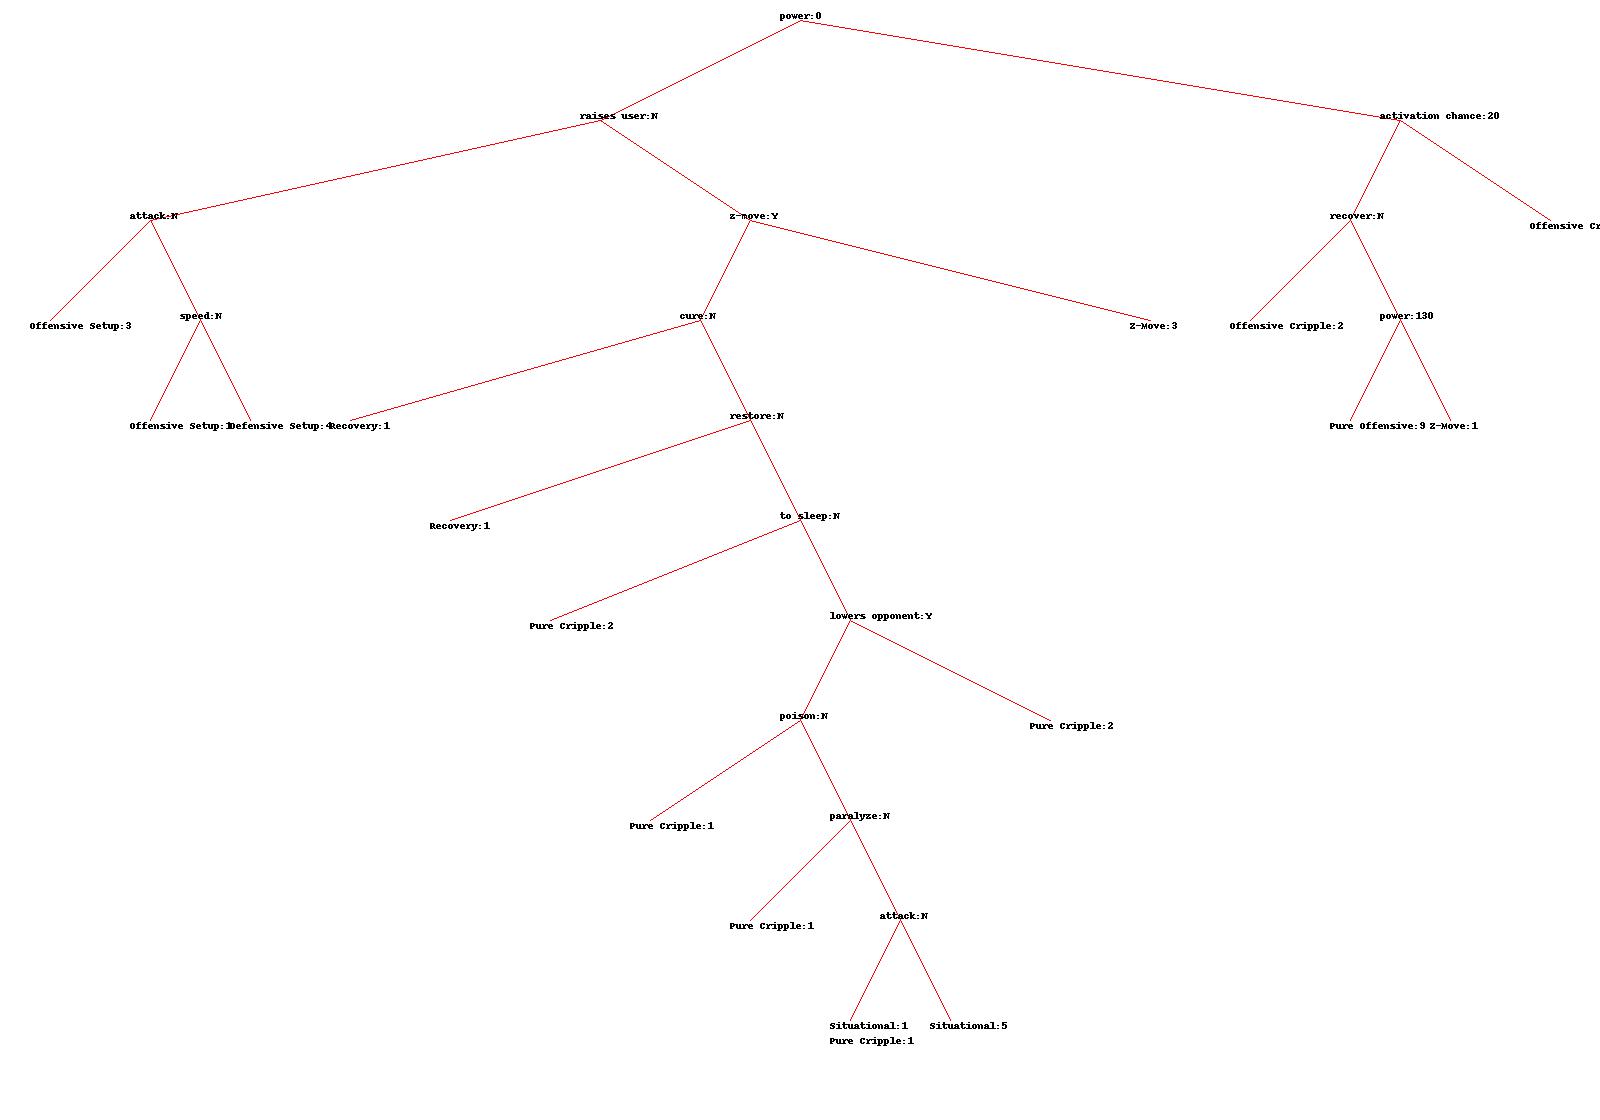 power:0
raises user:N
activation chance:20
attack:N
z-move:Y
recover:N
Offensive Cr
Offensive Setup:3
speed:N
cure:N
Z-Move:3
Offensive Cripple:2
power:130
Offensive Setup:1
Defensive Setup:4
Recovery:1
restore:N
Pure Offensive:9
Z-Move:1
Recovery:1
to sleep:N
Pure Cripple:2
lowers opponent:Y
poison:N
Pure Cripple:2
Pure Cripple:1
paralyze:N
Pure Cripple:1
attack:N
Situational:1
Situational:5
Pure Cripple:1